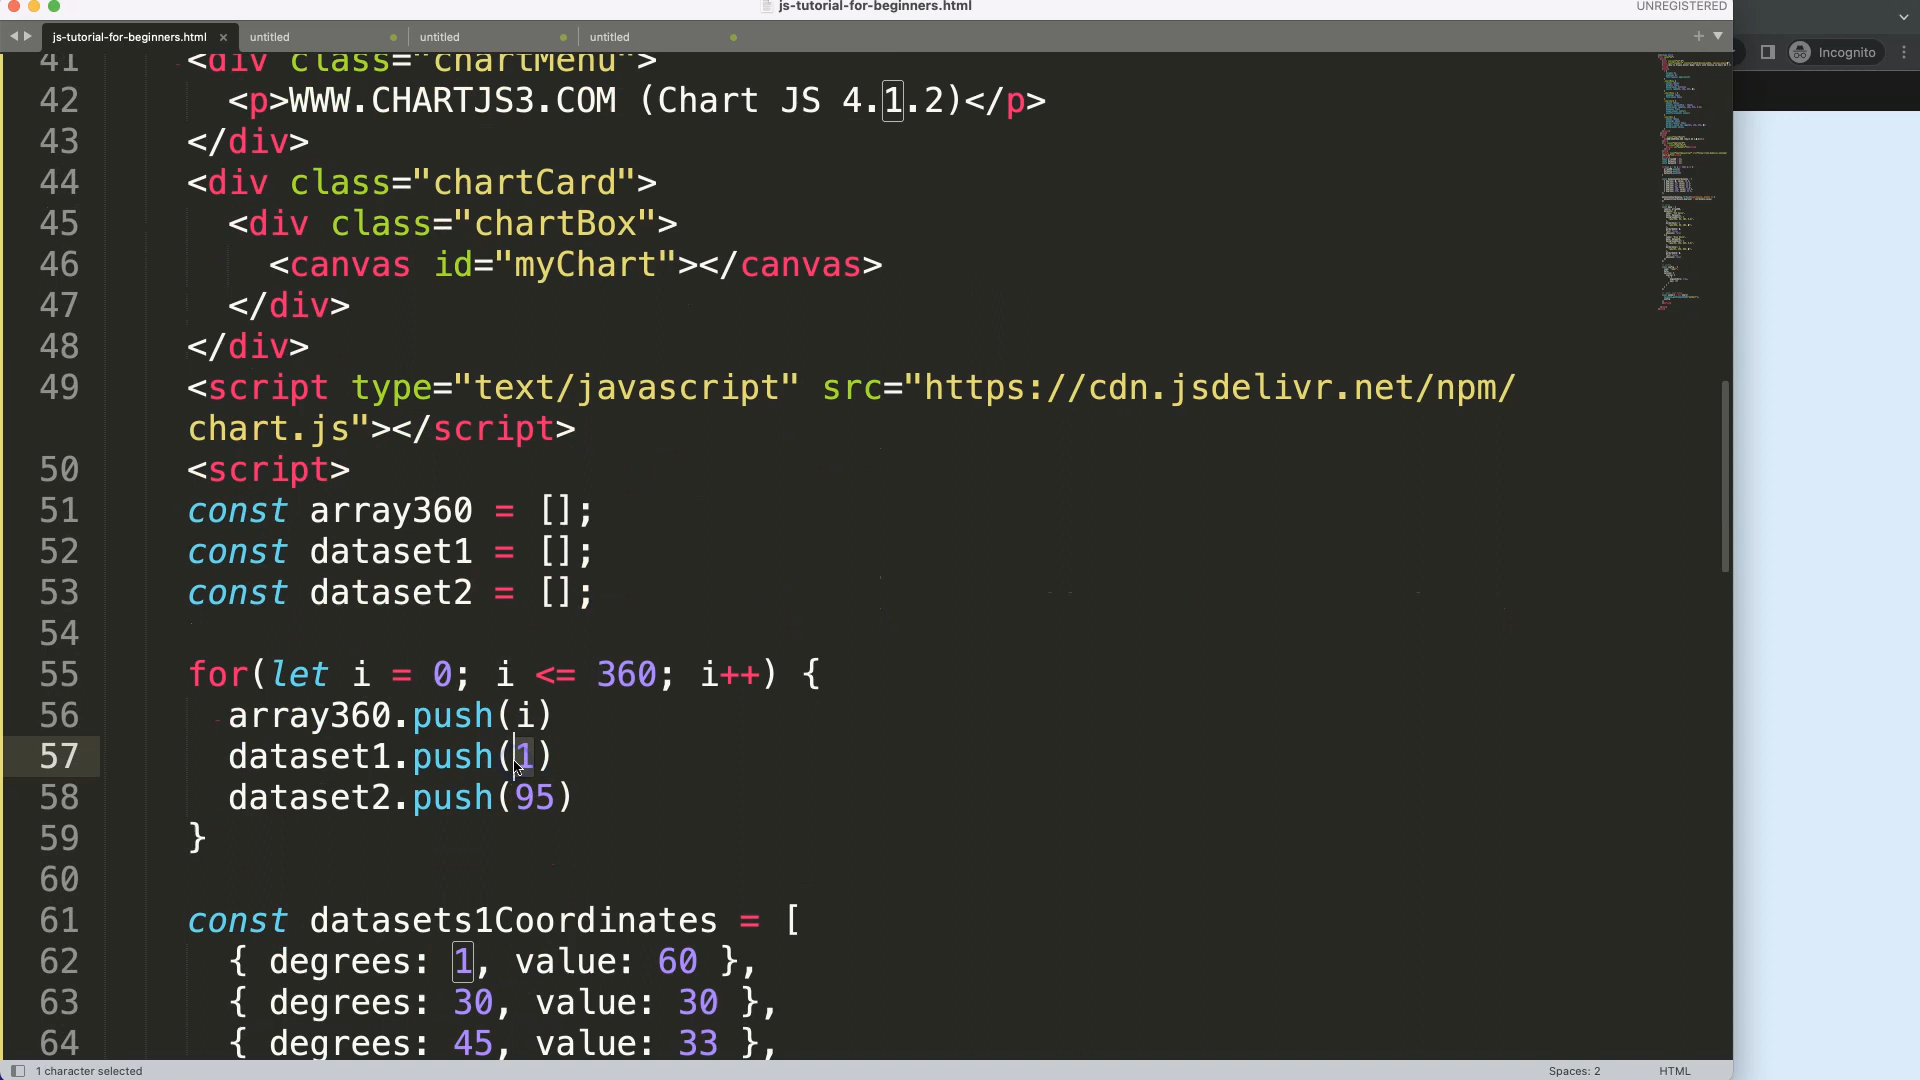 js-tutorial-for-beginners.html
UNREGISTERED
js-tutorial-for-beginners.html × untitled untitled untitled
Incognito
41 <div class="chartMenu">
42 <p>WWW.CHARTJS3.COM (Chart JS 4.1.2)</p>
43 </div>
44 <div class="chartCard">
45 <div class="chartBox">
46 <canvas id="myChart"></canvas>
47 </div>
48 </div>
49 <script type="text/javascript" src="https://cdn.jsdelivr.net/npm/
chart.js"></script>
50 <script>
51 const array360 = [];
52 const dataset1 = [];
53 const dataset2 = [];
54
55 for(let i = 0; i <= 360; i++) {
56 array360.push(i)
57 dataset1.push(1)
58 dataset2.push(95)
59 }
60
61 const datasets1Coordinates = [
62 { degrees: 1, value: 60 },
63 { degrees: 30, value: 30 },
64 { degrees: 45, value: 33 },
1 character selected
Spaces: 2
HTML